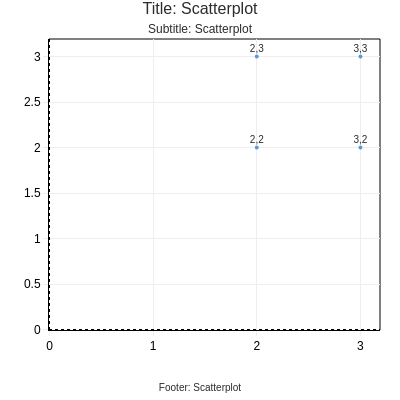 Title: Scatterplot
Subtitle: Scatterplot
3
2,3
3,3
2.5
2
2,2
3,2
1.5
1
0.5
0
0 1 2 3
Footer: Scatterplot